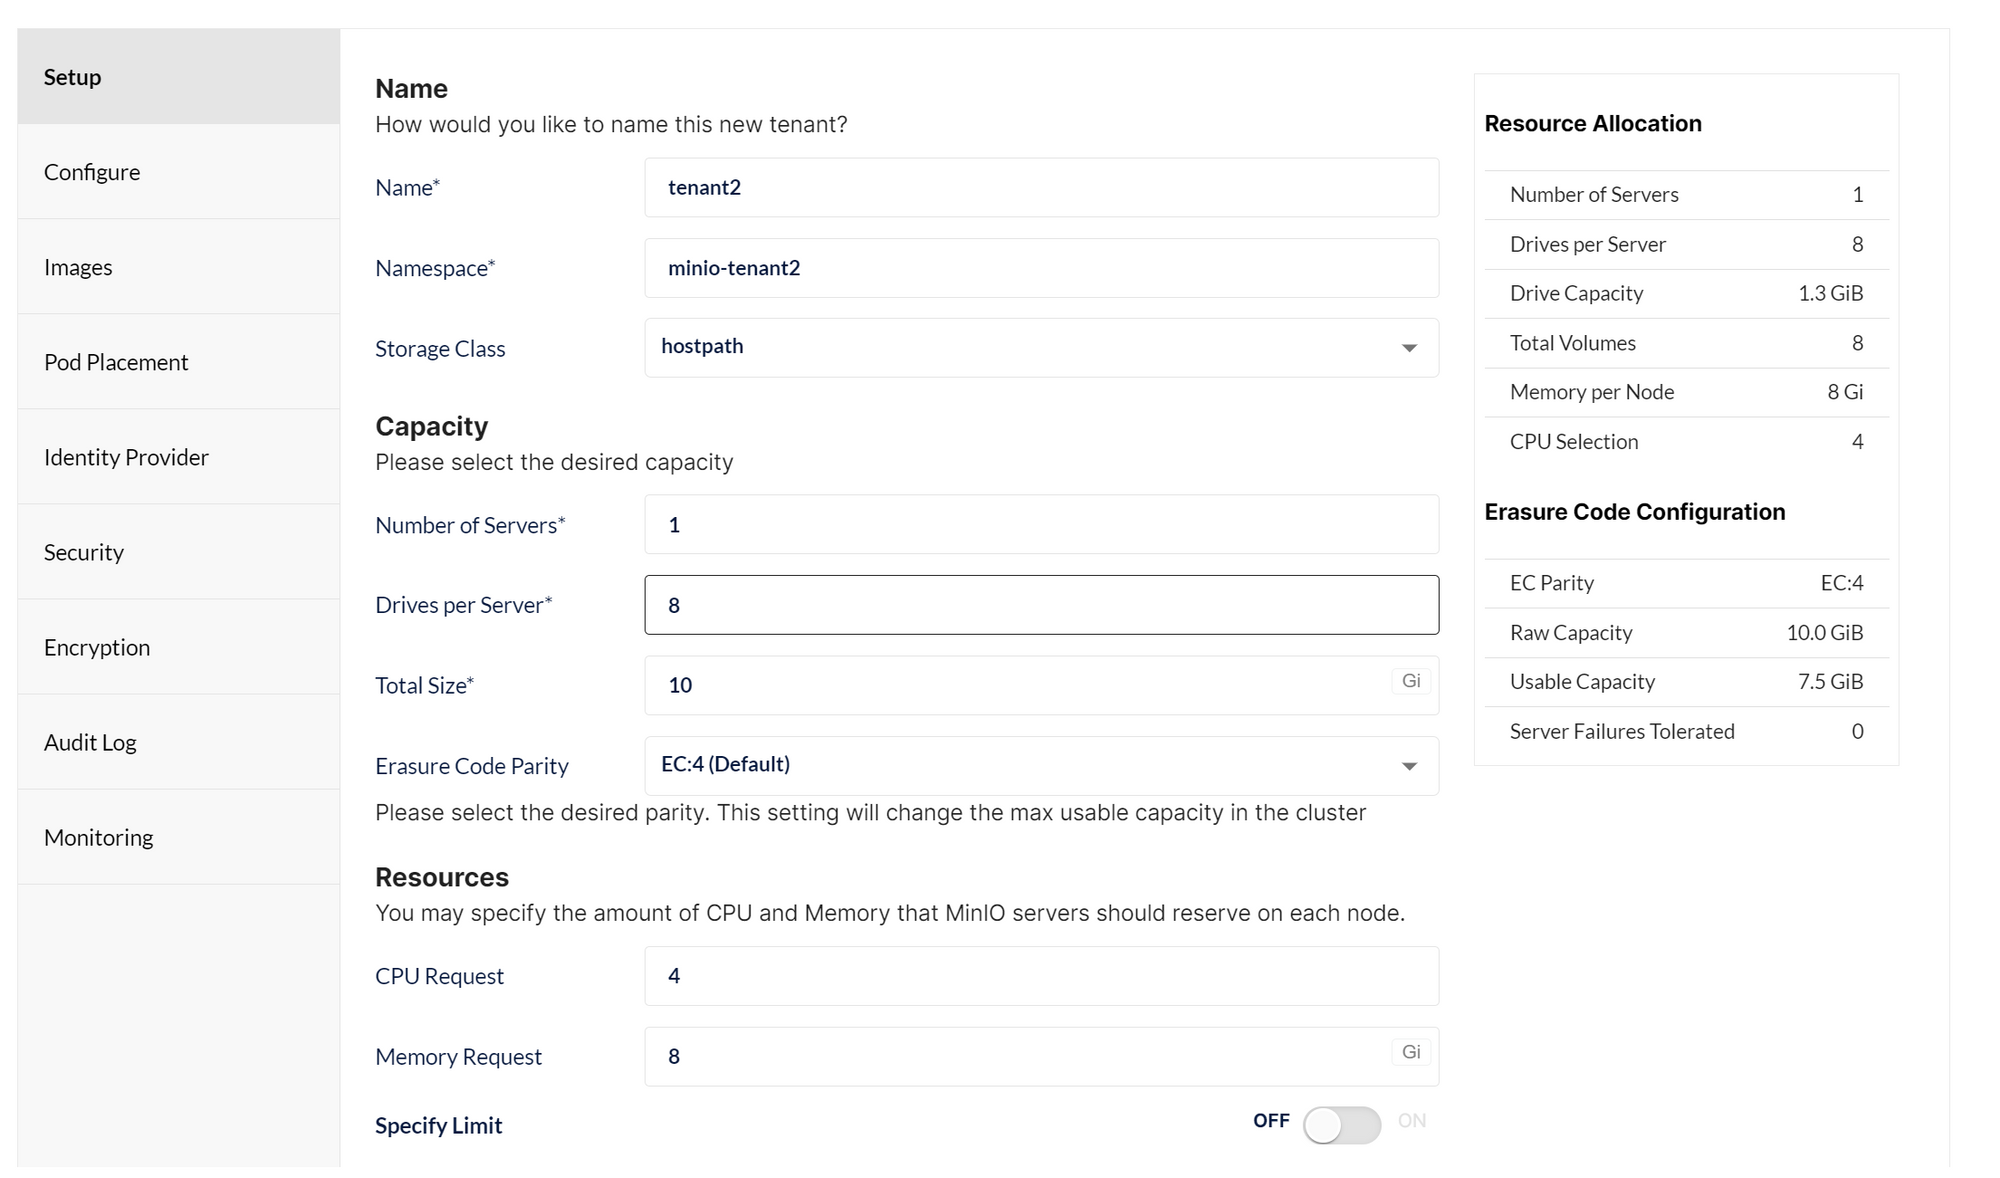 Setup
Configure
Images
Pod Placement
Identity Provider
Security
Encryption
Audit Log
Monitoring
Name
How would you like to name this new tenant?
Name* tenant2
Namespace* minio-tenant2
Storage Class hostpath
Capacity
Please select the desired capacity
Number of Servers* 1
Drives per Server* 8
Total Size* 10 Gi
Erasure Code Parity EC:4 (Default)
Please select the desired parity. This setting will change the max usable capacity in the cluster
Resources
You may specify the amount of CPU and Memory that MinIO servers should reserve on each node.
CPU Request 4
Memory Request 8 Gi
Specify Limit OFF ON
Resource Allocation
Number of Servers 1
Drives per Server 8
Drive Capacity 1.3 GiB
Total Volumes 8
Memory per Node 8 Gi
CPU Selection 4
Erasure Code Configuration
EC Parity EC:4
Raw Capacity 10.0 GiB
Usable Capacity 7.5 GiB
Server Failures Tolerated 0